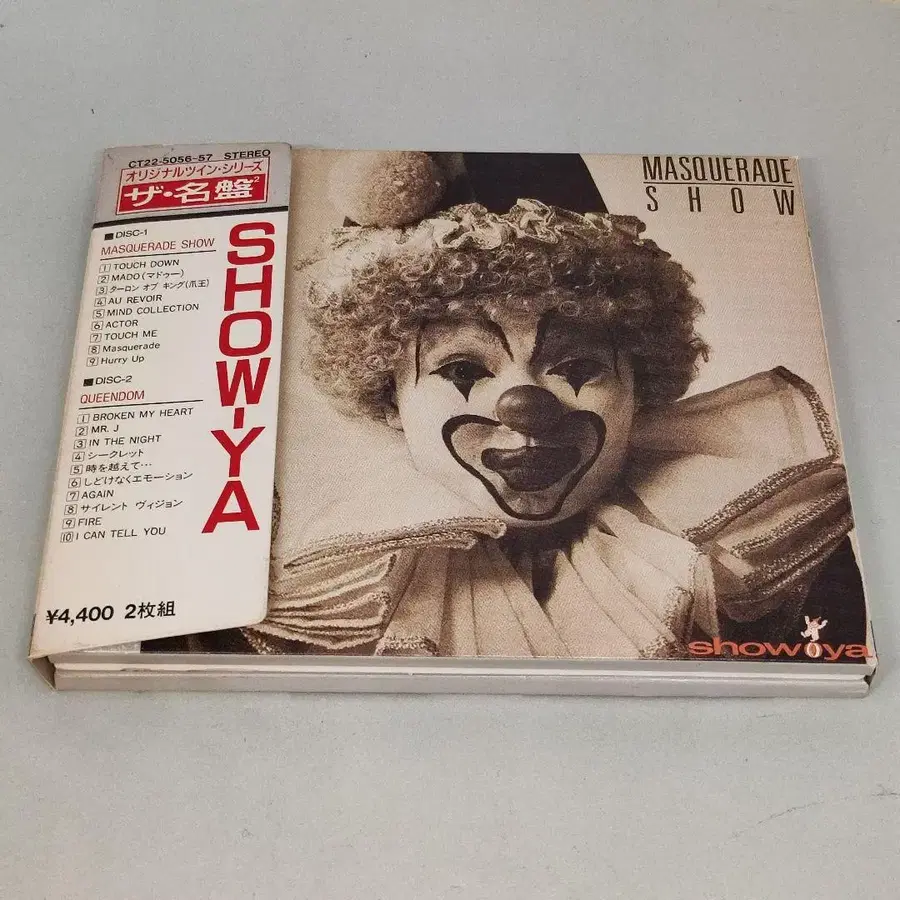 CT22-5056-57 STEREO
オリジナルツイン・シリーズ
ザ・名盤²
SHOW-YA
■DISC-1
MASQUERADE SHOW
1 TOUCH DOWN
2 MADO(マドゥー)
3 ターロン オブ キング(爪王)
4 AU REVOIR
5 MIND COLLECTION
6 ACTOR
7 TOUCH ME
8 Masquerade
9 Hurry Up
■DISC-2
QUEENDOM
1 BROKEN MY HEART
2 MR. J
3 IN THE NIGHT
4 シークレット
5 時を越えて…
6 しどけなくエモーション
7 AGAIN
8 サイレント ヴィジョン
9 FIRE
10 I CAN TELL YOU
¥4,400 2枚組
MASQUERADE
SHOW
show-ya